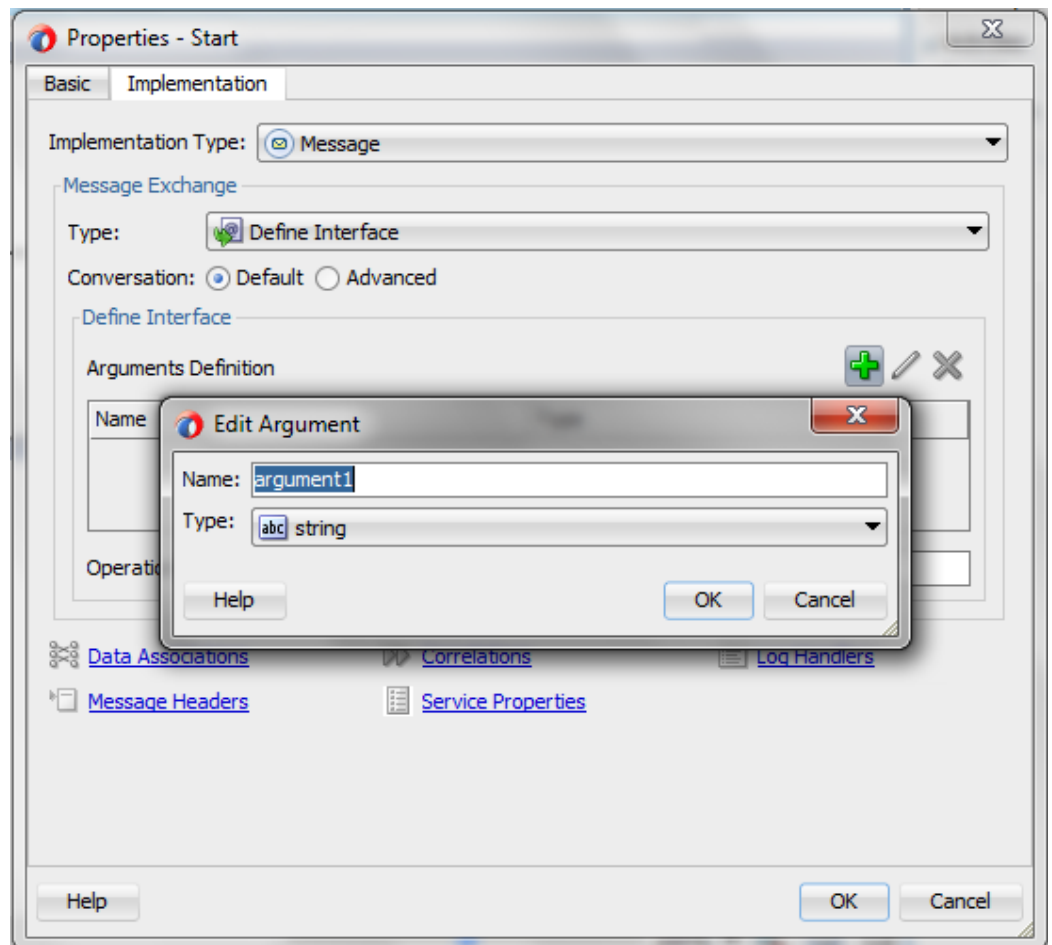 Properties - Start
Basic Implementation
Implementation Type: Message
Message Exchange
Type: Define Interface
Conversation: Default Advanced
Define Interface
Arguments Definition
Name
Edit Argument
Name: argument1
Type: abc string
Help OK Cancel
Data Associations Correlations Log Handlers
Message Headers Service Properties
Help OK Cancel